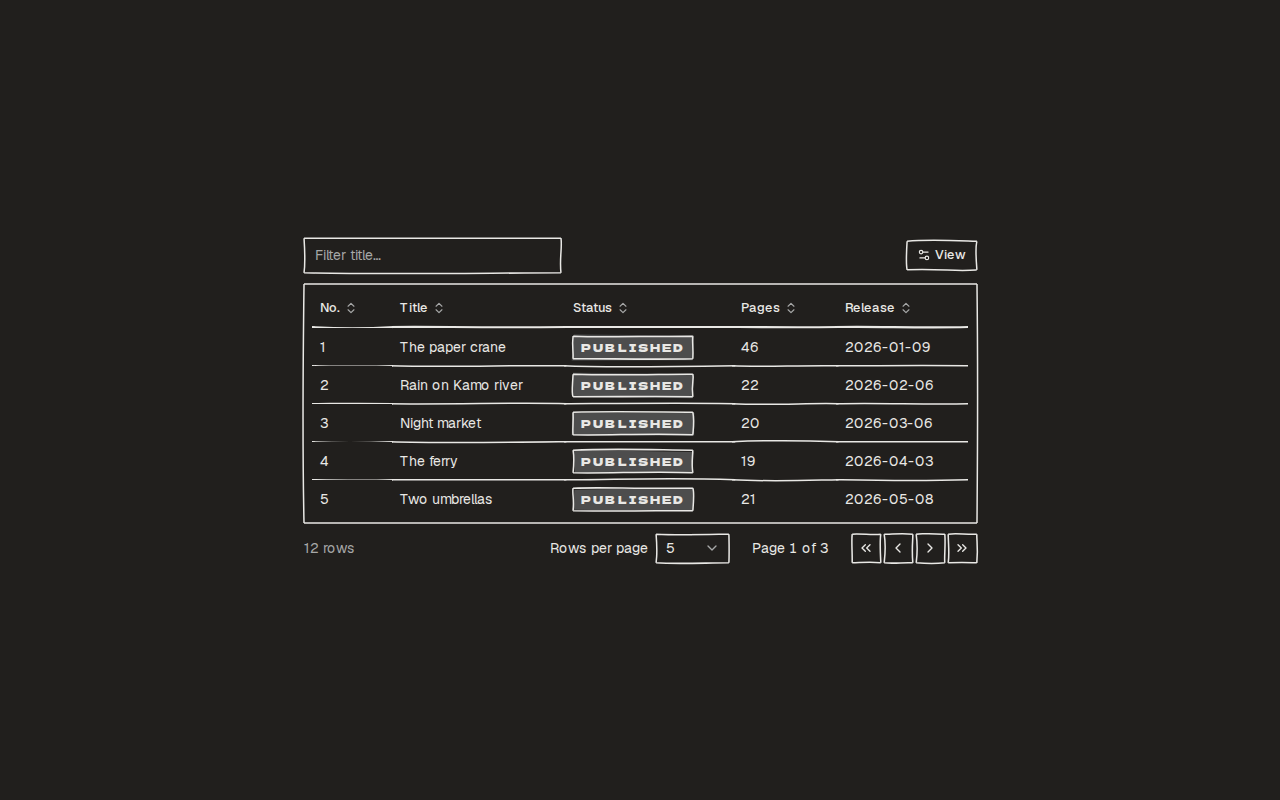 Filter title...
View
No. Title Status Pages Release
1 The paper crane PUBLISHED 46 2026-01-09
2 Rain on Kamo river PUBLISHED 22 2026-02-06
3 Night market PUBLISHED 20 2026-03-06
4 The ferry PUBLISHED 19 2026-04-03
5 Two umbrellas PUBLISHED 21 2026-05-08
12 rows Rows per page 5 Page 1 of 3